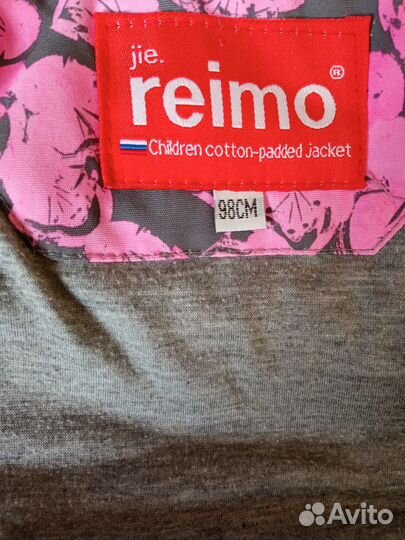 jie.
reimo®
Children cotton-padded jacket
98CM
Avito